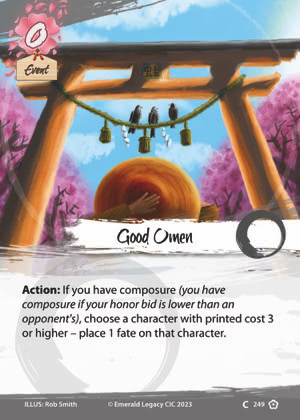 0
Event
Good Omen
Action: If you have composure (you have
composure if your honor bid is lower than an
opponent's), choose a character with printed cost 3
or higher – place 1 fate on that character.
ILLUS: Rob Smith © Emerald Legacy CIC 2023 C 249